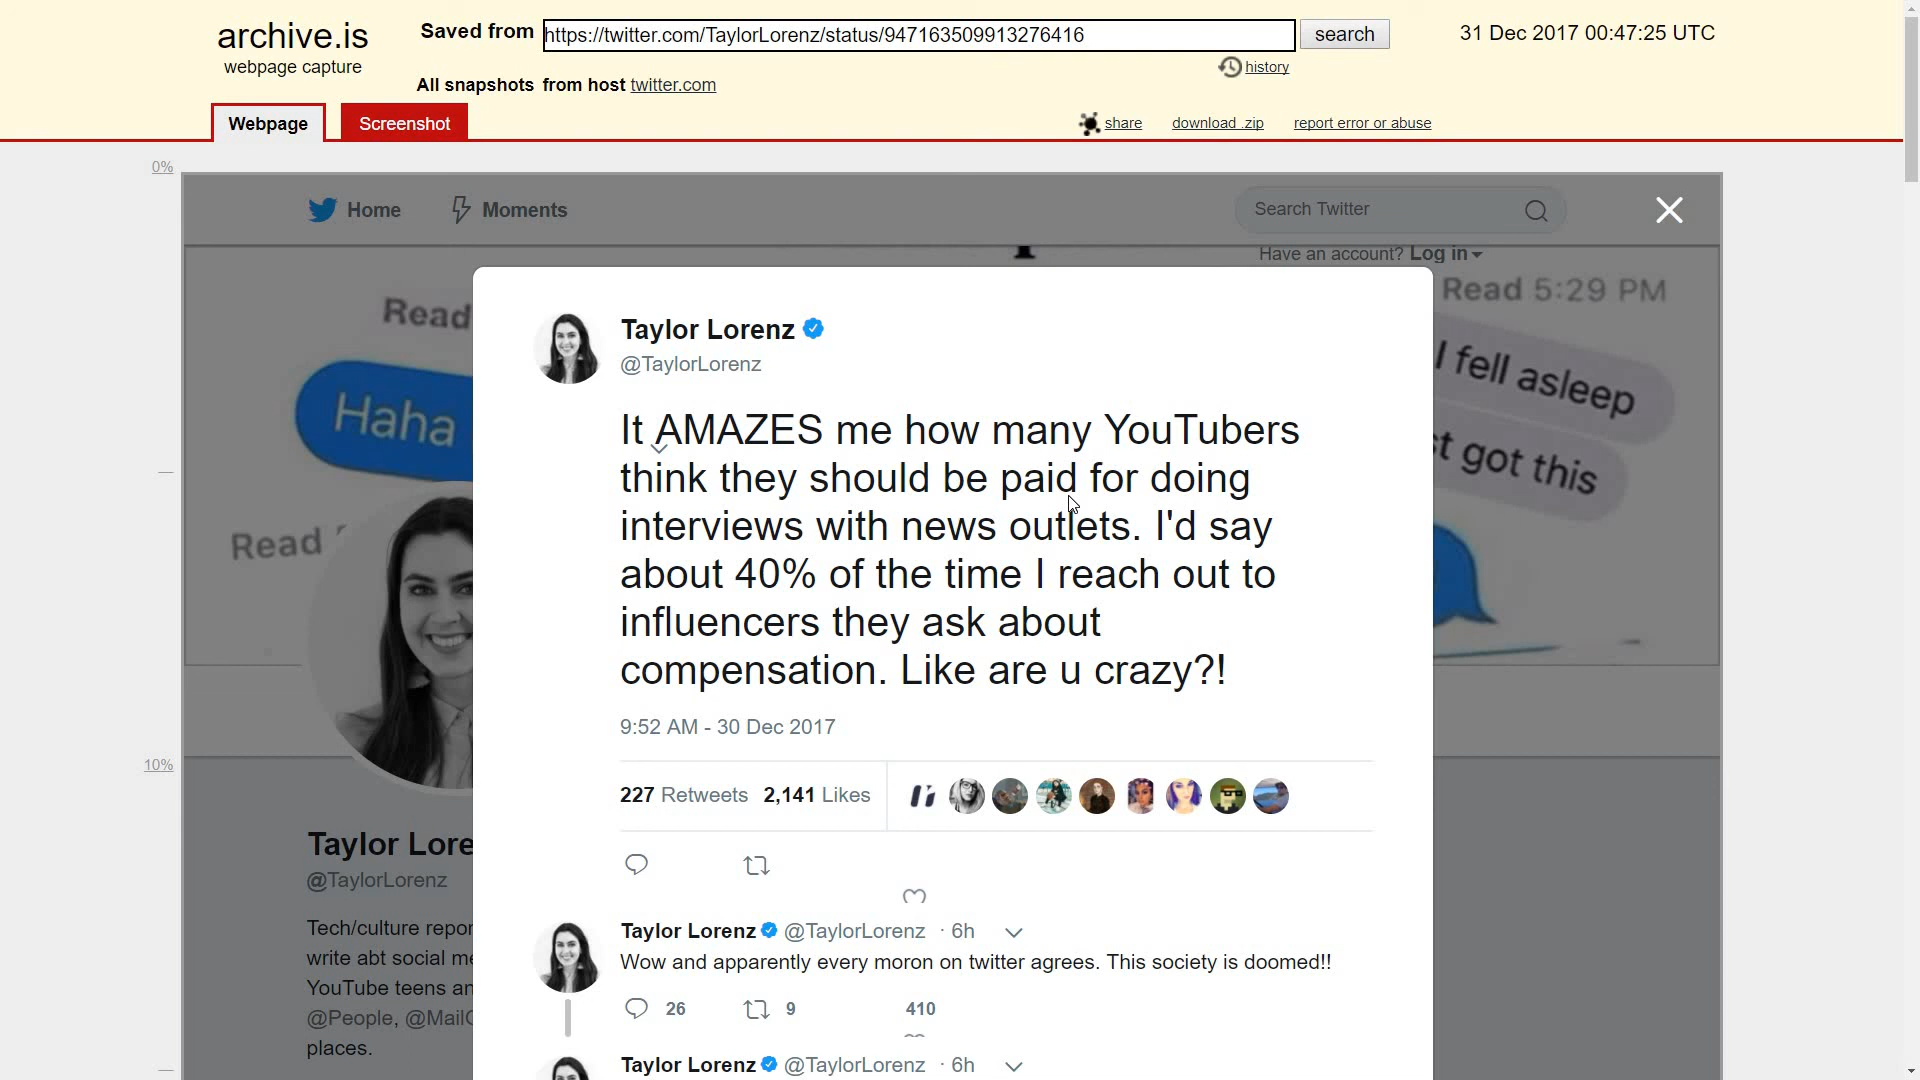 archive.is
webpage capture
Saved from https://twitter.com/TaylorLorenz/status/947163509913276416 search
31 Dec 2017 00:47:25 UTC
history
All snapshots from host twitter.com
Webpage
Screenshot
share
download .zip
report error or abuse
0%
10%
Home
Moments
Search Twitter
Have an account? Log in
Read
Haha
Read
Read 5:29 PM
I fell asleep
st got this
Taylor Lorenz
@TaylorLorenz
It AMAZES me how many YouTubers
think they should be paid for doing
interviews with news outlets. I'd say
about 40% of the time I reach out to
influencers they ask about
compensation. Like are u crazy?!
9:52 AM - 30 Dec 2017
227 Retweets 2,141 Likes
Taylor Lorenz @TaylorLorenz · 6h
Wow and apparently every moron on twitter agrees. This society is doomed!!
26 9 410
Taylor Lorenz @TaylorLorenz · 6h
Taylor Lore
@TaylorLorenz
Tech/culture repor
write abt social me
YouTube teens an
@People, @Mail
places.